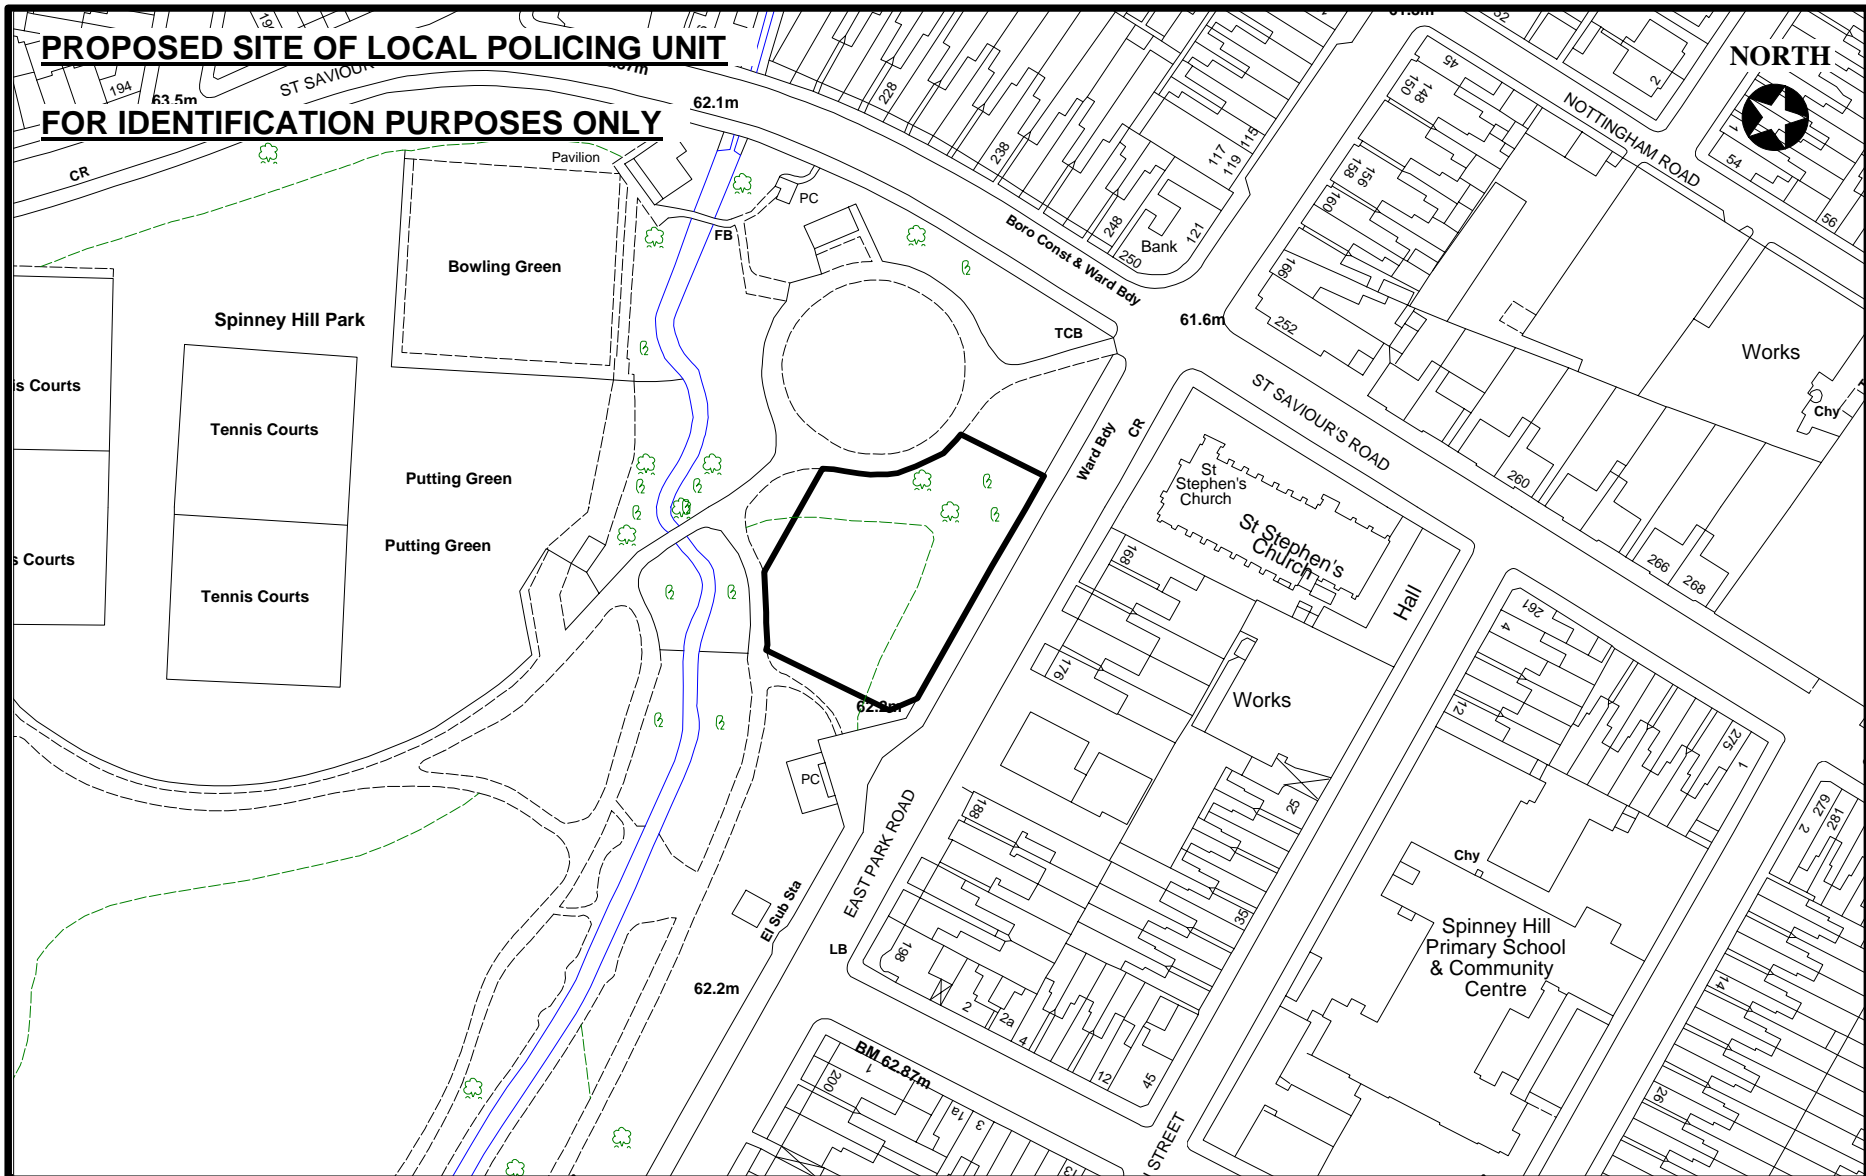 PROPOSED SITE OF LOCAL POLICING UNIT
FOR IDENTIFICATION PURPOSES ONLY
NORTH
194
63.5m
62.1m
CR
Pavilion
PC
FB
Bowling Green
Spinney Hill Park
Tennis Courts
Tennis Courts
Putting Green
Putting Green
is Courts
s Courts
228
238
248
250
Bank
121
117
119
115
Boro Const & Ward Bdy
TCB
61.6m
45
150
148
158
156
160
166
252
2
NOTTINGHAM ROAD
1
54
56
Works
Chy
ST SAVIOUR'S ROAD
260
266
268
Ward Bdy
CR
St
Stephen's
Church
St Stephen's
Church
Hall
168
176
Works
188
25
35
261
4
12
275
1
2
279
281
14
26
62.2m
PC
EAST PARK ROAD
El Sub Sta
LB
198
2
2a
4
12
45
62.2m
BM 62.87m
200
1
1a
3
13
STREET
Chy
Spinney Hill
Primary School
& Community
Centre